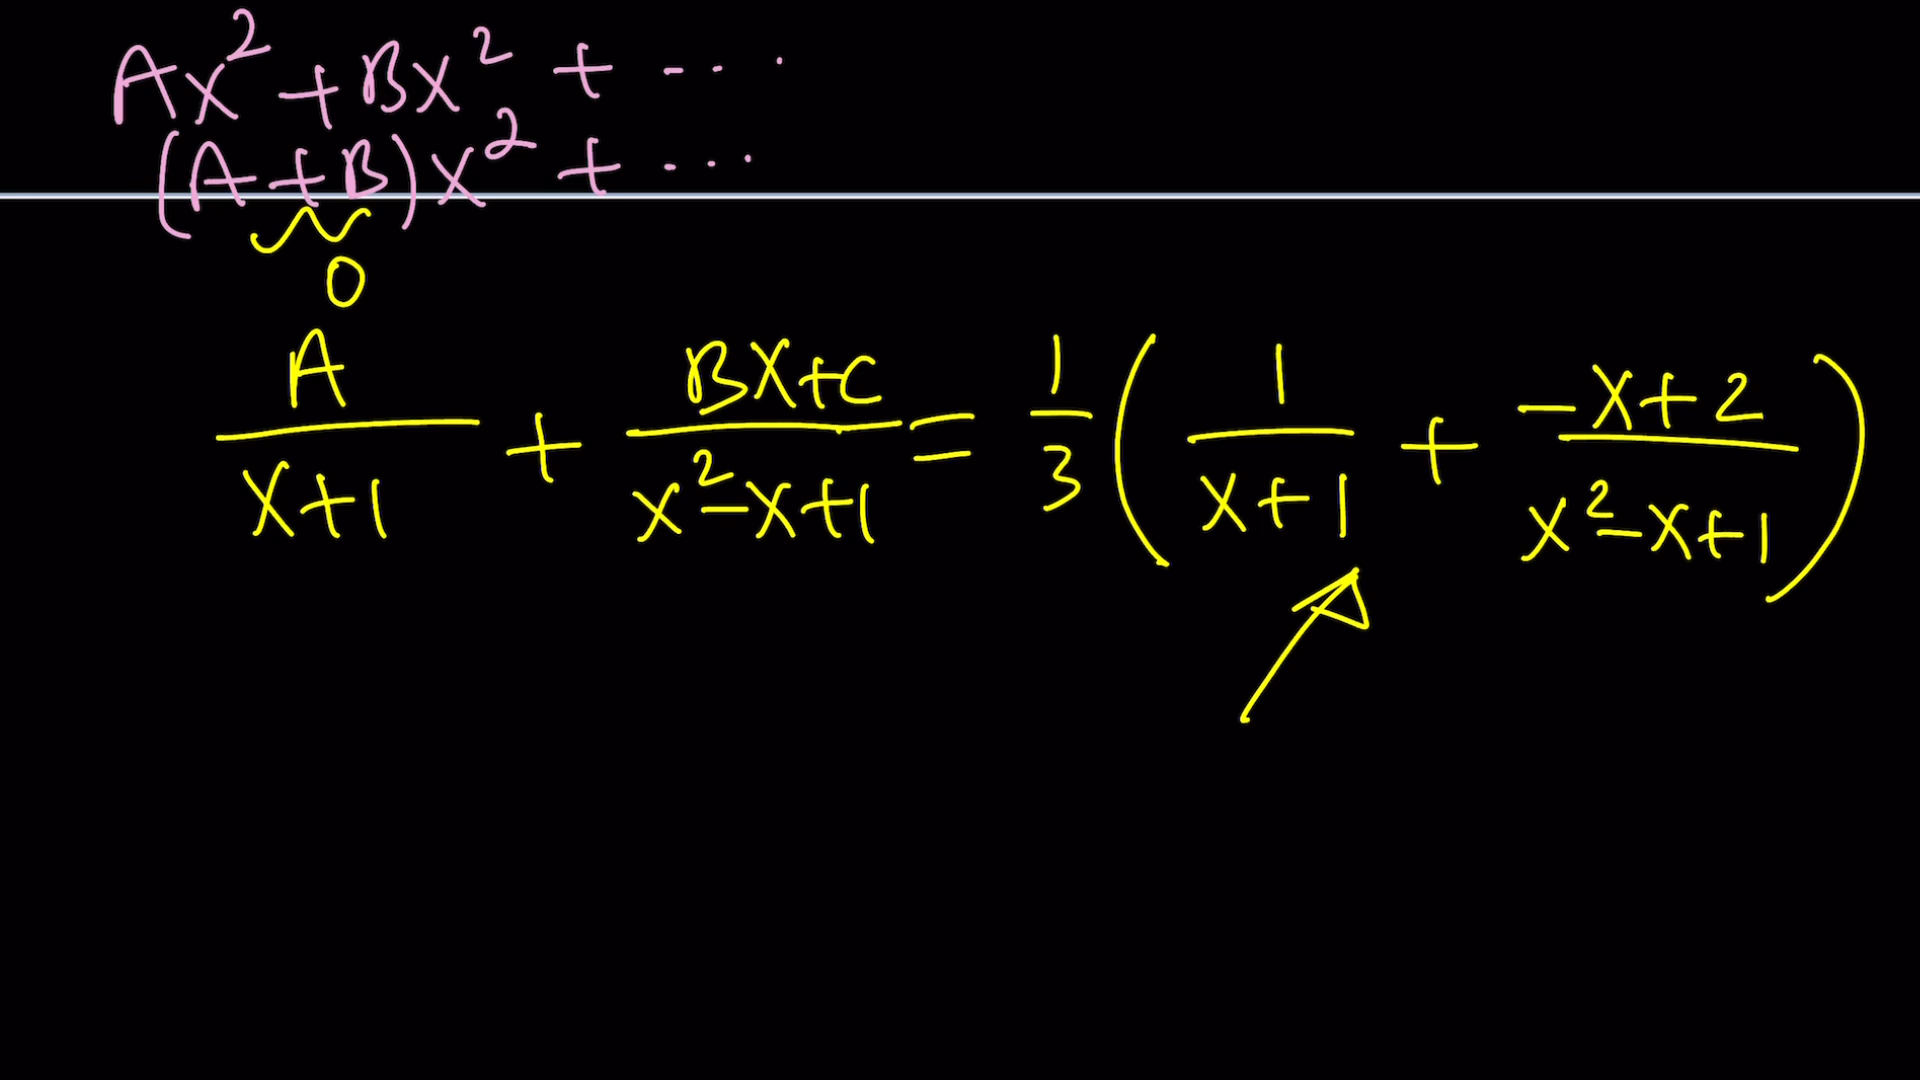 Ax² + Bx² + ...
(A + B)x² + ...
0
A/(x+1) + (Bx+c)/(x²-x+1) = 1/3 ( 1/(x+1) + (-x+2)/(x²-x+1) )